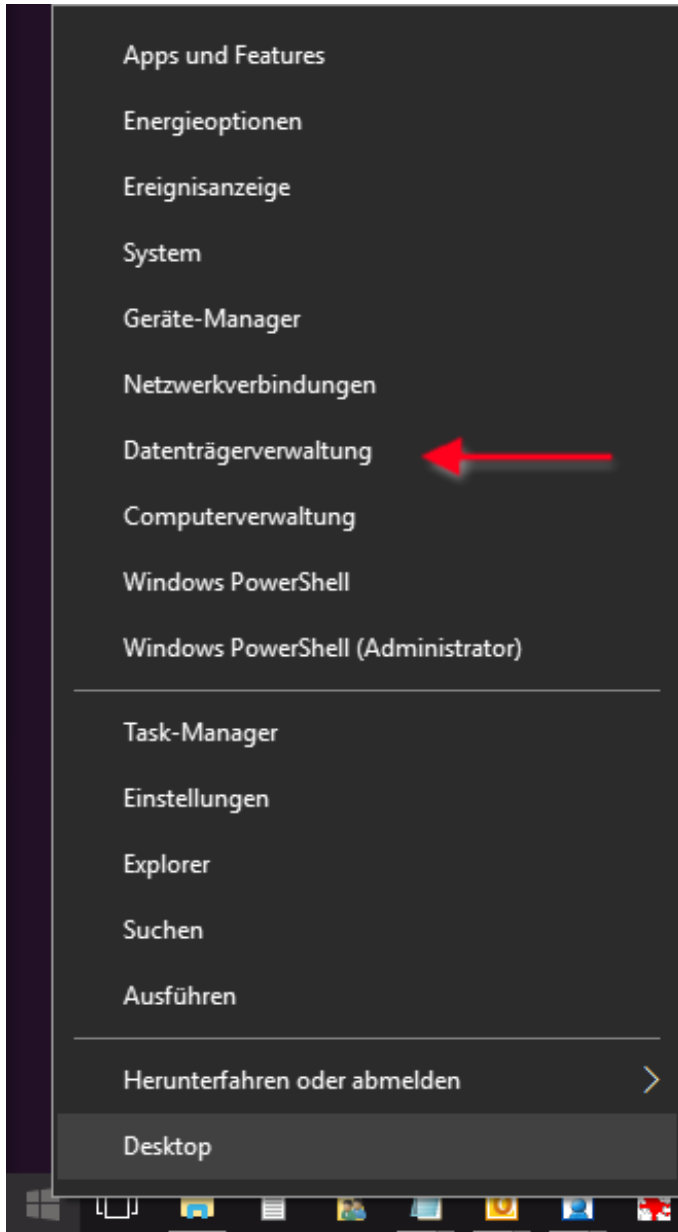 Apps und Features
Energieoptionen
Ereignisanzeige
System
Geräte-Manager
Netzwerkverbindungen
Datenträgerverwaltung
Computerverwaltung
Windows PowerShell
Windows PowerShell (Administrator)
Task-Manager
Einstellungen
Explorer
Suchen
Ausführen
Herunterfahren oder abmelden
Desktop